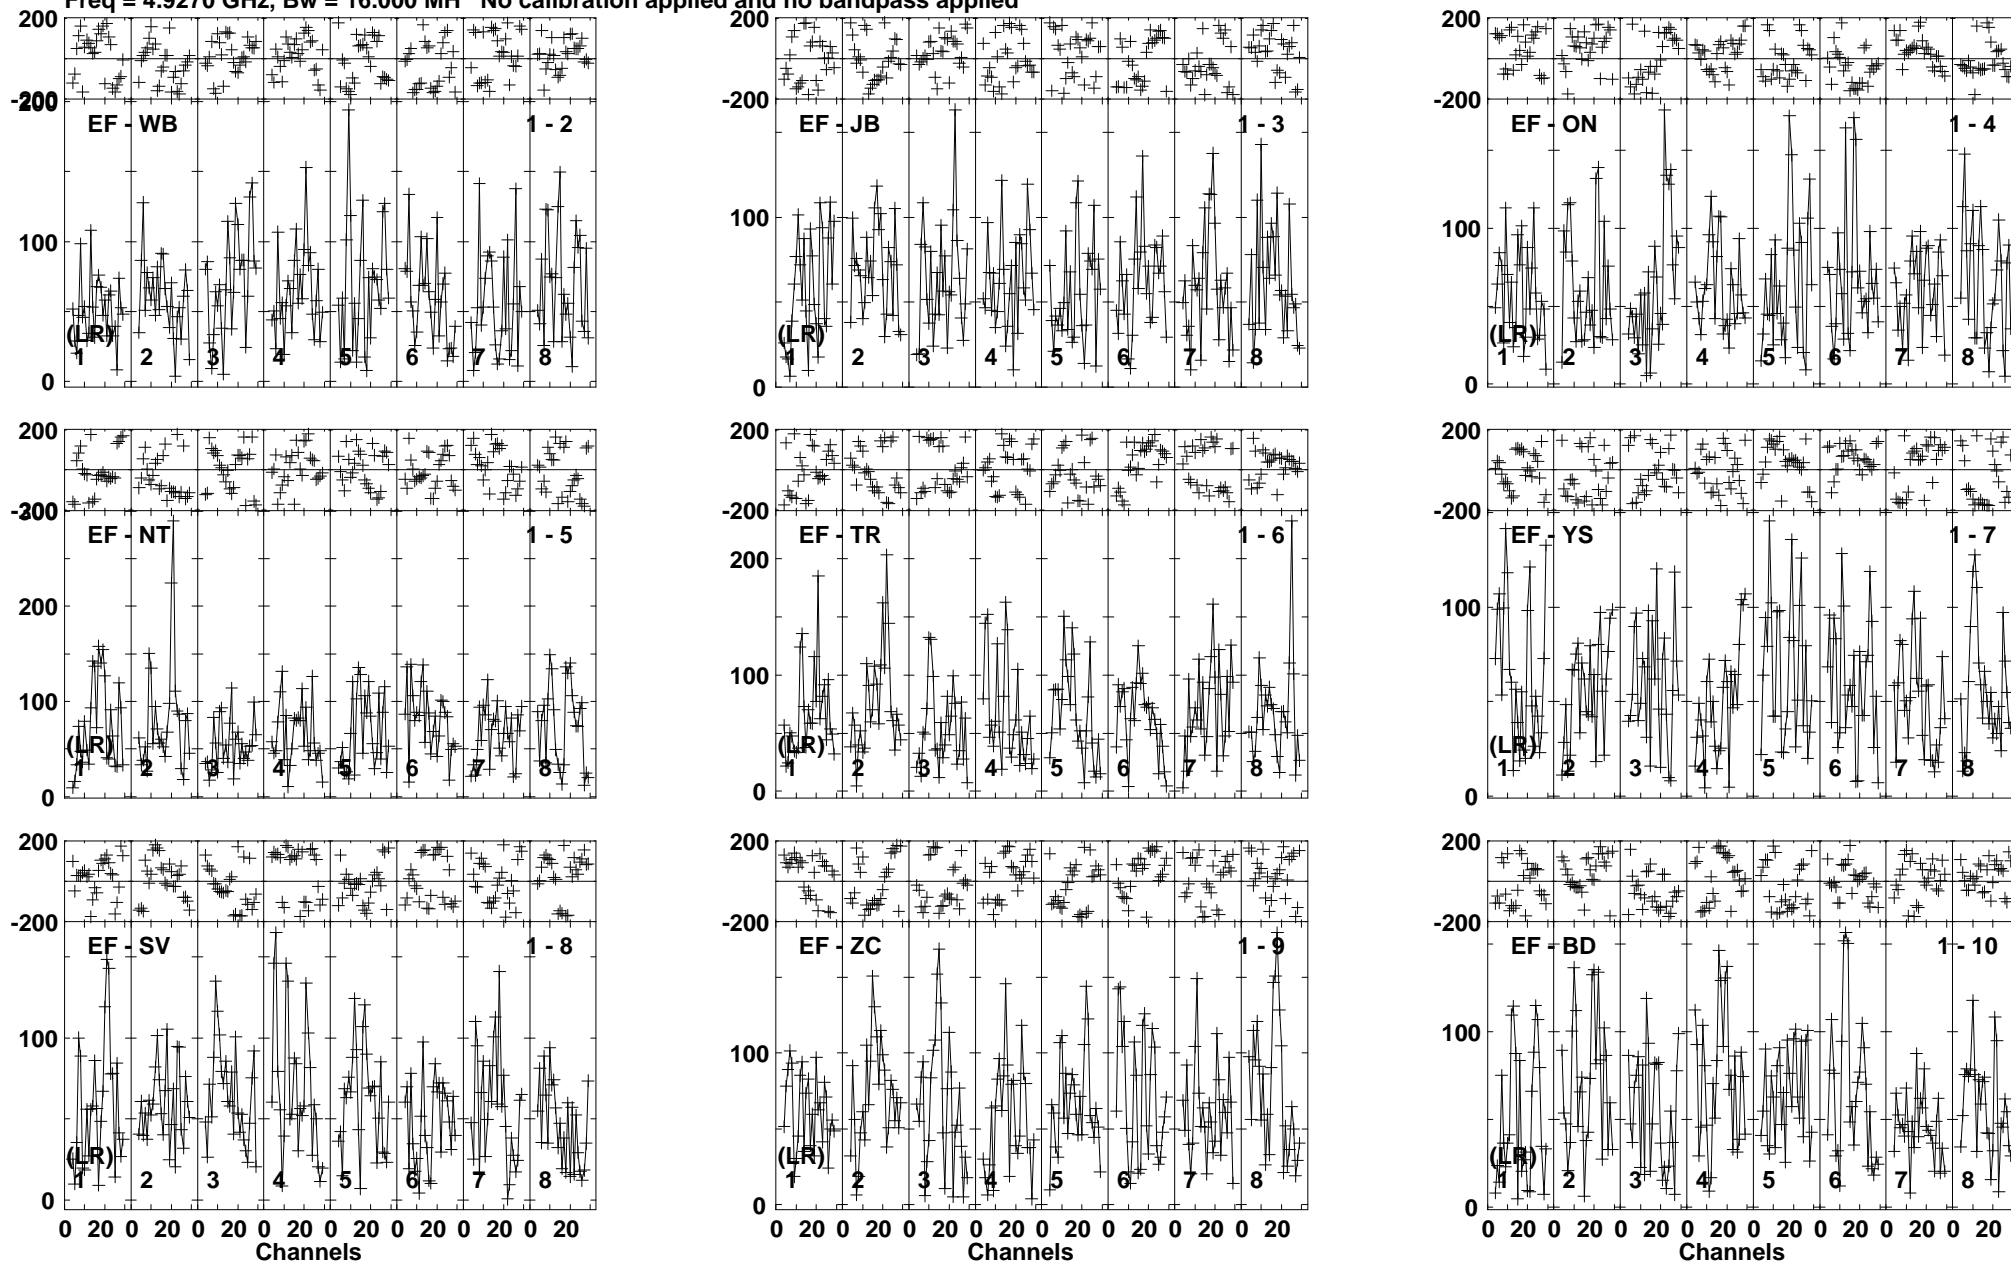 Freq = 4.9270 GHz, Bw = 16.000 MH   No calibration applied and no bandpass applied
200 200 200
-200 -200 -200
200
EF - WB 1 - 2 EF - JB 1 - 3 EF - ON 1 - 4
100 100 100
(LR) (LR) (LR)
1 2 3 4 5 6 7 8 1 2 3 4 5 6 7 8 1 2 3 4 5 6 7 8
0 0 0
200 200 200
-200 -200 -200
300
EF - NT 1 - 5 EF - TR 1 - 6 EF - YS 1 - 7
200 200
100 100 100
(LR) (LR) (LR)
1 2 3 4 5 6 7 8 1 2 3 4 5 6 7 8 1 2 3 4 5 6 7 8
0 0 0
200 200 200
-200 -200 -200
EF - SV 1 - 8 EF - ZC 1 - 9 EF - BD 1 - 10
100 100 100
(LR) (LR) (LR)
1 2 3 4 5 6 7 8 1 2 3 4 5 6 7 8 1 2 3 4 5 6 7 8
0 0 0
0 20 0 20 0 20 0 20 0 20 0 20 0 20 0 20 0 20 0 20 0 20 0 20 0 20 0 20 0 20 0 20 0 20 0 20 0 20 0 20 0 20 0 20 0 20 0 20
Channels Channels Channels